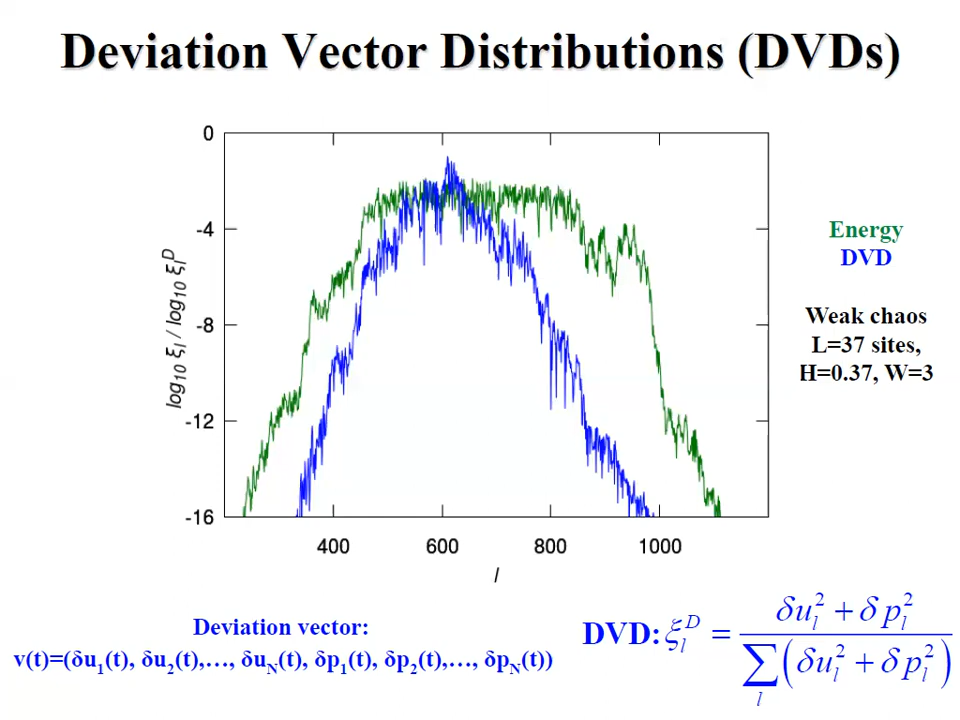 Deviation Vector Distributions (DVDs)
0
-4
-8
-12
-16
log₁₀ ξₗ / log₁₀ ξₗᴰ
400 600 800 1000
l
Energy
DVD
Weak chaos
L=37 sites,
H=0.37, W=3
Deviation vector:
v(t)=(δu₁(t), δu₂(t),…, δu_N(t), δp₁(t), δp₂(t),…, δp_N(t))
DVD: ξₗᴰ = (δuₗ² + δpₗ²) / ∑ₗ (δuₗ² + δpₗ²)